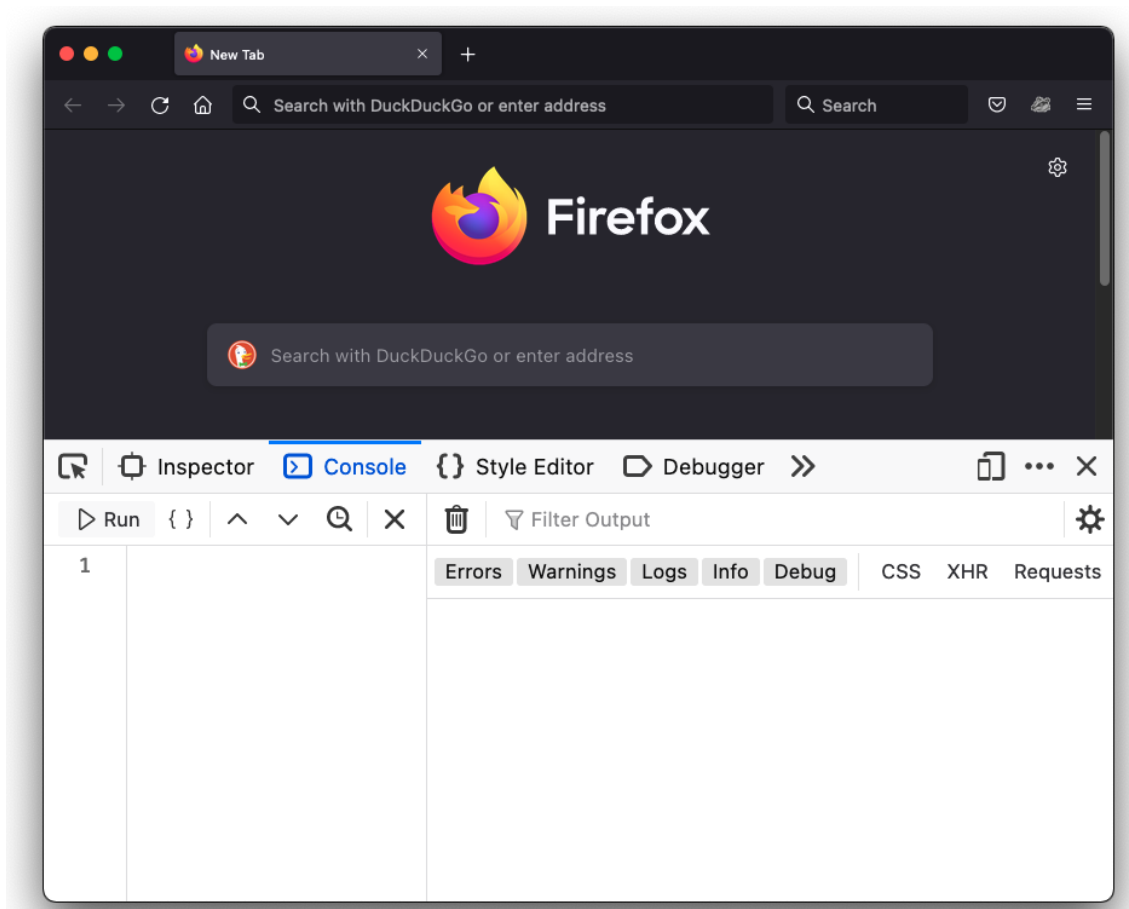 New Tab
Search with DuckDuckGo or enter address Search
Firefox
Search with DuckDuckGo or enter address
Inspector Console {} Style Editor Debugger
Run { } Filter Output
1 Errors Warnings Logs Info Debug CSS XHR Requests